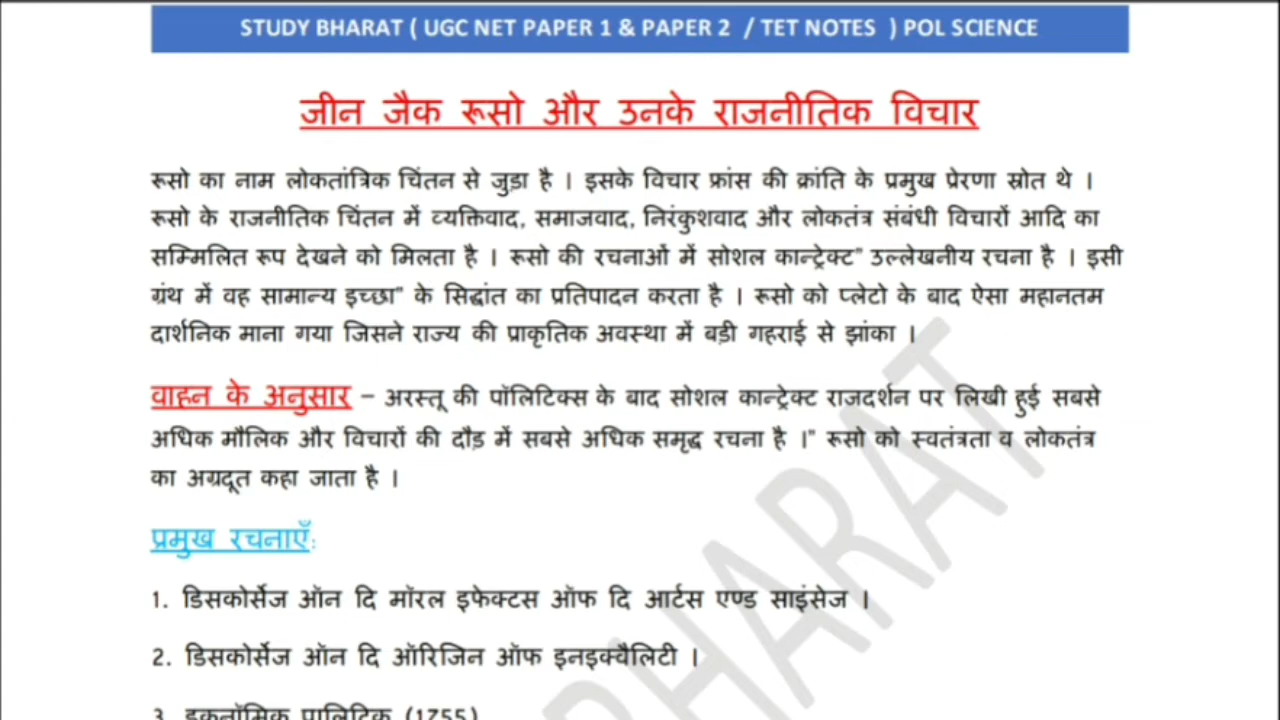 STUDY BHARAT ( UGC NET PAPER 1 & PAPER 2 / TET NOTES ) POL SCIENCE
जीन जैक रूसो और उनके राजनीतिक विचार
रूसो का नाम लोकतांत्रिक चिंतन से जुड़ा है । इसके विचार फ्रांस की क्रांति के प्रमुख प्रेरणा स्रोत थे ।
रूसो के राजनीतिक चिंतन में व्यक्तिवाद, समाजवाद, निरंकुशवाद और लोकतंत्र संबंधी विचारों आदि का
सम्मिलित रूप देखने को मिलता है । रूसो की रचनाओं में सोशल कान्ट्रेक्ट" उल्लेखनीय रचना है । इसी
ग्रंथ में वह सामान्य इच्छा" के सिद्धांत का प्रतिपादन करता है । रूसो को प्लेटो के बाद ऐसा महानतम
दार्शनिक माना गया जिसने राज्य की प्राकृतिक अवस्था में बड़ी गहराई से झांका ।
वाहन के अनुसार – अरस्तू की पॉलिटिक्स के बाद सोशल कान्ट्रेक्ट राजदर्शन पर लिखी हुई सबसे
अधिक मौलिक और विचारों की दौड़ में सबसे अधिक समृद्ध रचना है ।" रूसो को स्वतंत्रता व लोकतंत्र
का अग्रदूत कहा जाता है ।
प्रमुख रचनाएँ:
1. डिसकोर्सेज ऑन दि मॉरल इफेक्टस ऑफ दि आर्टस एण्ड साइंसेज ।
2. डिसकोर्सेज ऑन दि ऑरिजिन ऑफ इनइक्वैलिटी ।
3. इकनॉमिक पालिटिक (1755)
BHARAT